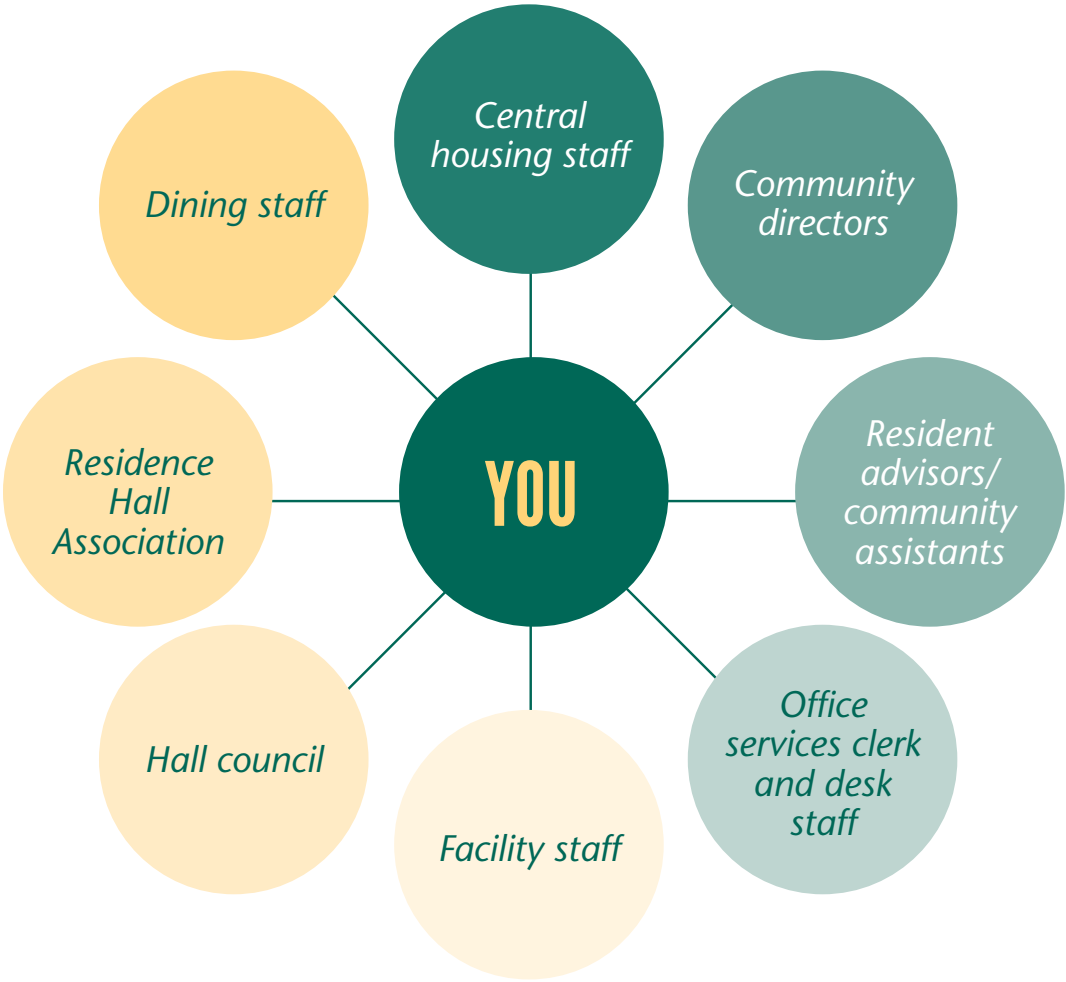 Central
housing staff
Community
directors
Resident
advisors/
community
assistants
Office
services clerk
and desk
staff
Facility staff
Hall council
Residence
Hall
Association
Dining staff
YOU